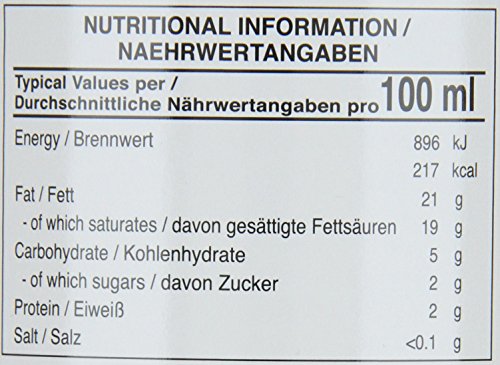 NUTRITIONAL INFORMATION /
NAEHRWERTANGABEN
Typical Values per /
Durchschnittliche Nährwertangaben pro 100 ml
Energy / Brennwert 896 kJ
217 kcal
Fat / Fett 21 g
- of which saturates / davon gesättigte Fettsäuren 19 g
Carbohydrate / Kohlenhydrate 5 g
- of which sugars / davon Zucker 2 g
Protein / Eiweiß 2 g
Salt / Salz <0.1 g